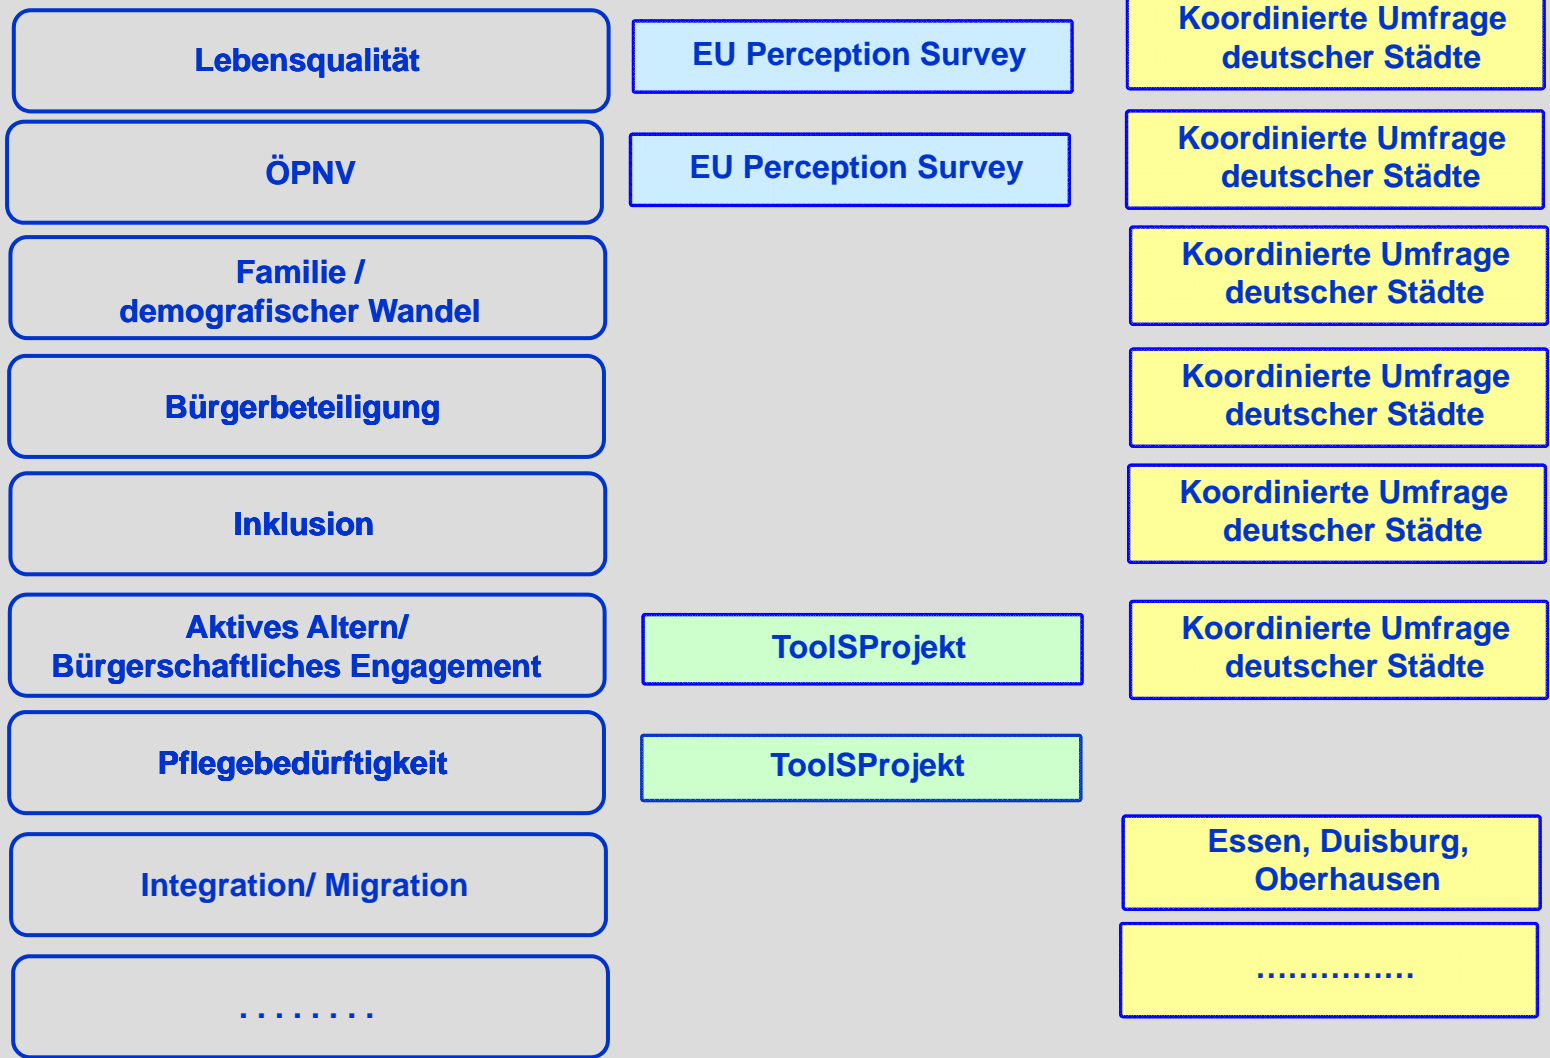 Lebensqualität
EU Perception Survey
Koordinierte Umfrage
deutscher Städte
ÖPNV
EU Perception Survey
Koordinierte Umfrage
deutscher Städte
Familie /
demografischer Wandel
Koordinierte Umfrage
deutscher Städte
Bürgerbeteiligung
Koordinierte Umfrage
deutscher Städte
Inklusion
Koordinierte Umfrage
deutscher Städte
Aktives Altern/
Bürgerschaftliches Engagement
ToolSProjekt
Koordinierte Umfrage
deutscher Städte
Pflegebedürftigkeit
ToolSProjekt
Integration/ Migration
Essen, Duisburg,
Oberhausen
. . . . . . . .
……………